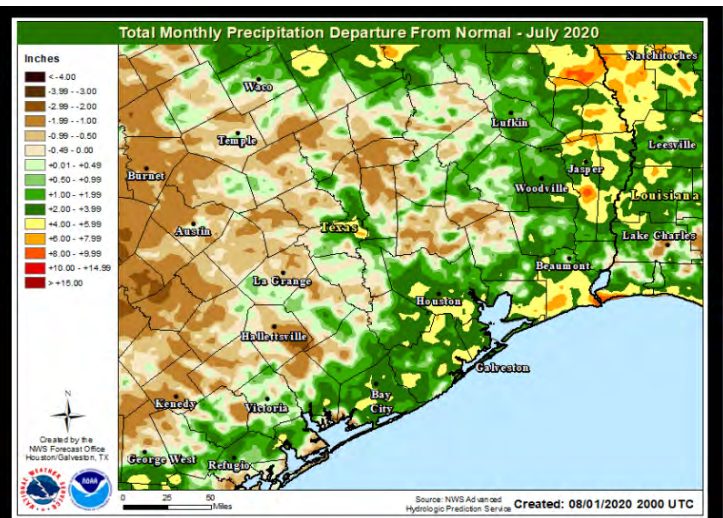 Total Monthly Precipitation Departure From Normal - July 2020
Inches
< -4.00
-3.99 - -3.00
-2.99 - -2.00
-1.99 - -1.00
-0.99 - -0.50
-0.49 - 0.00
+0.01 - +0.49
+0.50 - +0.99
+1.00 - +1.99
+2.00 - +3.99
+4.00 - +5.99
+6.00 - +7.99
+8.00 - +9.99
+10.00 - +14.99
> +15.00
Natchitoches
Waco
Lufkin
Temple
Leesville
Burnet
Jasper
Woodville
Louisiana
Austin
Texas
Lake Charles
Beaumont
La Grange
Houston
Hallettsville
Galveston
Kenedy
Victoria
Bay
City
George West
Refugio
N
Created by the
NWS Forecast Office
Houston/Galveston, TX
NATIONAL WEATHER SERVICE
NOAA
0 25 50
Miles
Source: NWS Advanced
Hydrologic Prediction Service
Created: 08/01/2020 2000 UTC